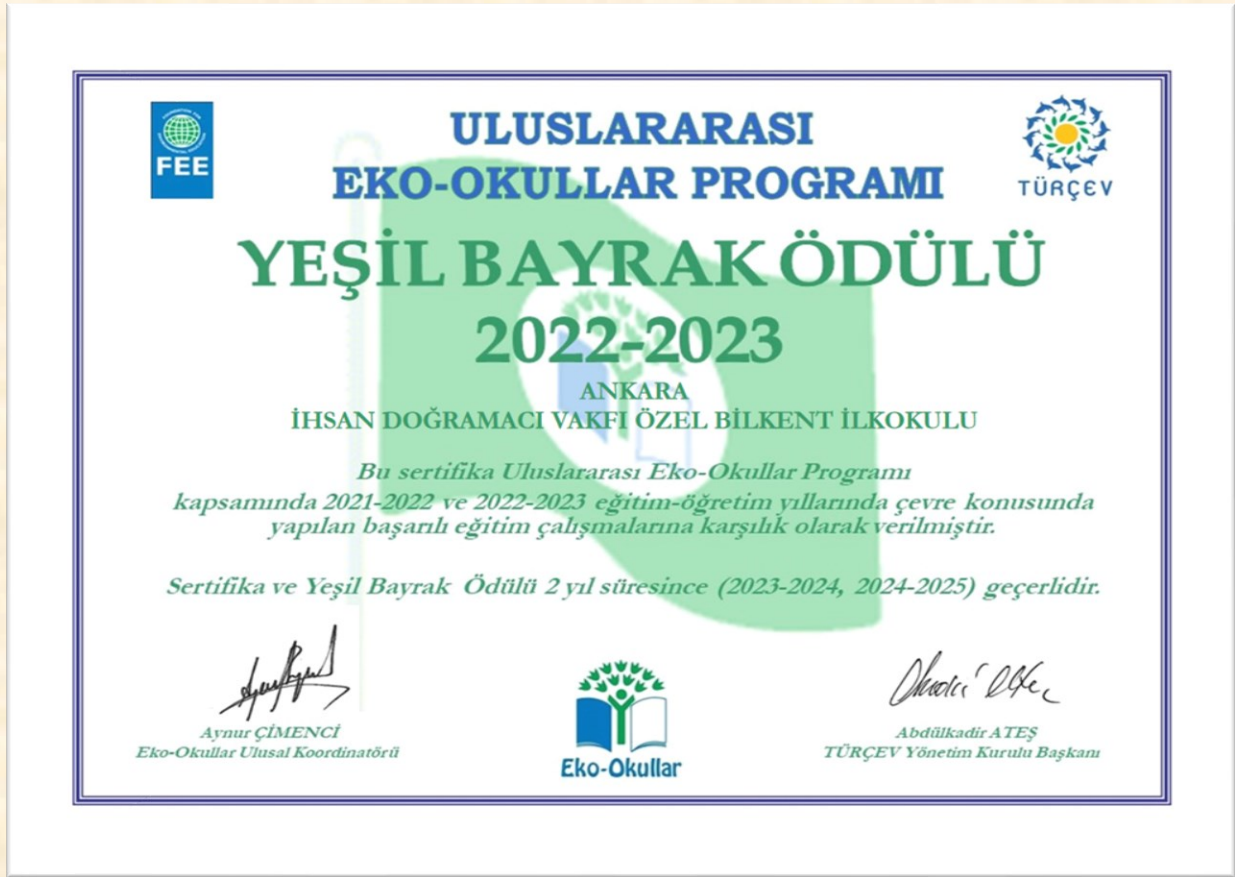 FEE
TÜRÇEV
ULUSLARARASI
EKO-OKULLAR PROGRAMI
YEŞİL BAYRAK ÖDÜLÜ
2022-2023
ANKARA
İHSAN DOĞRAMACI VAKFI ÖZEL BİLKENT İLKOKULU
Bu sertifika Uluslararası Eko-Okullar Programı
kapsamında 2021-2022 ve 2022-2023 eğitim-öğretim yıllarında çevre konusunda
yapılan başarılı eğitim çalışmalarına karşılık olarak verilmiştir.
Sertifika ve Yeşil Bayrak Ödülü 2 yıl süresince (2023-2024, 2024-2025) geçerlidir.
Aynur ÇİMENCİ
Eko-Okullar Ulusal Koordinatörü
Eko-Okullar
Abdülkadir ATEŞ
TÜRÇEV Yönetim Kurulu Başkanı